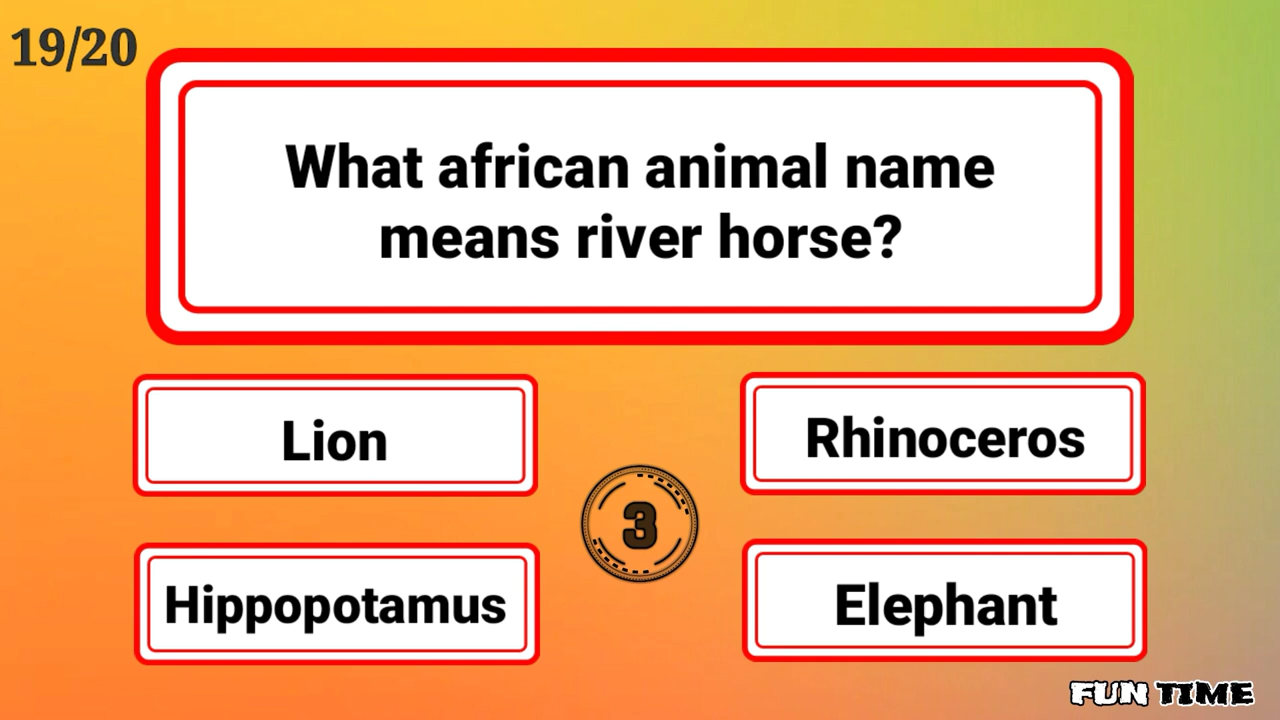 19/20
What african animal name
means river horse?
Lion
Rhinoceros
3
Hippopotamus
Elephant
FUN TIME